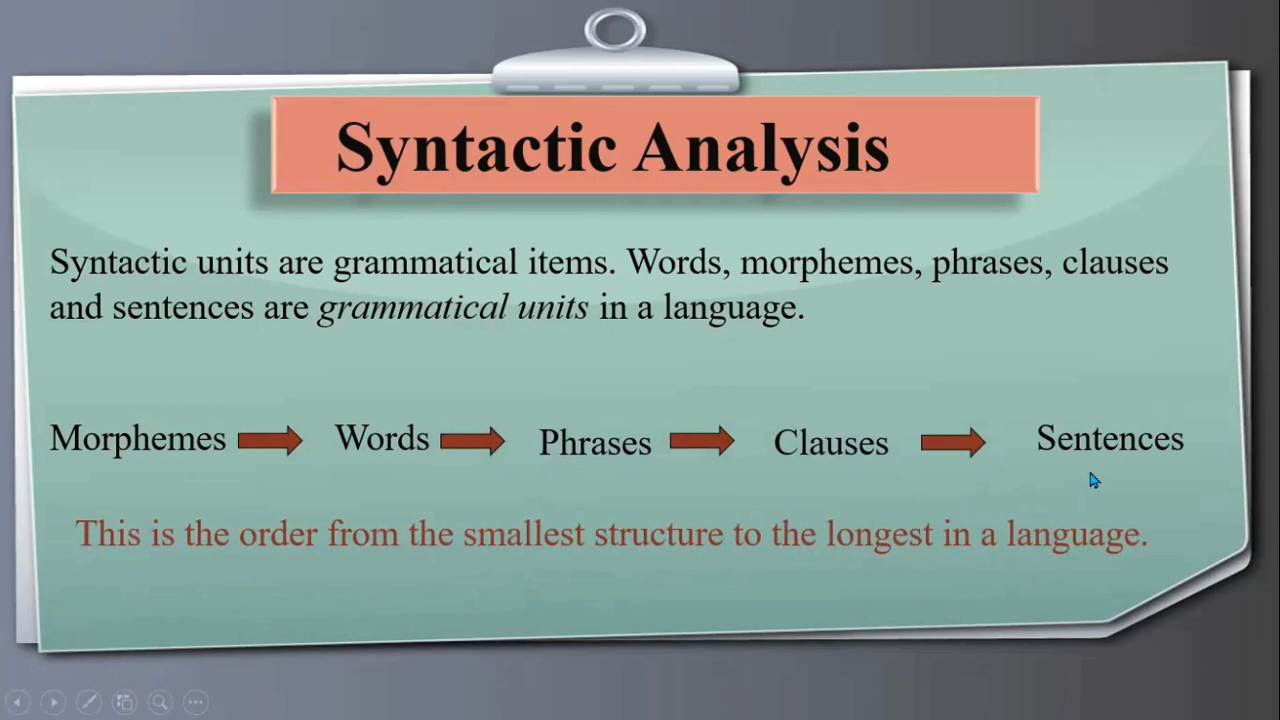 Syntactic Analysis
Syntactic units are grammatical items. Words, morphemes, phrases, clauses
and sentences are grammatical units in a language.
Morphemes Words Phrases Clauses Sentences
This is the order from the smallest structure to the longest in a language.